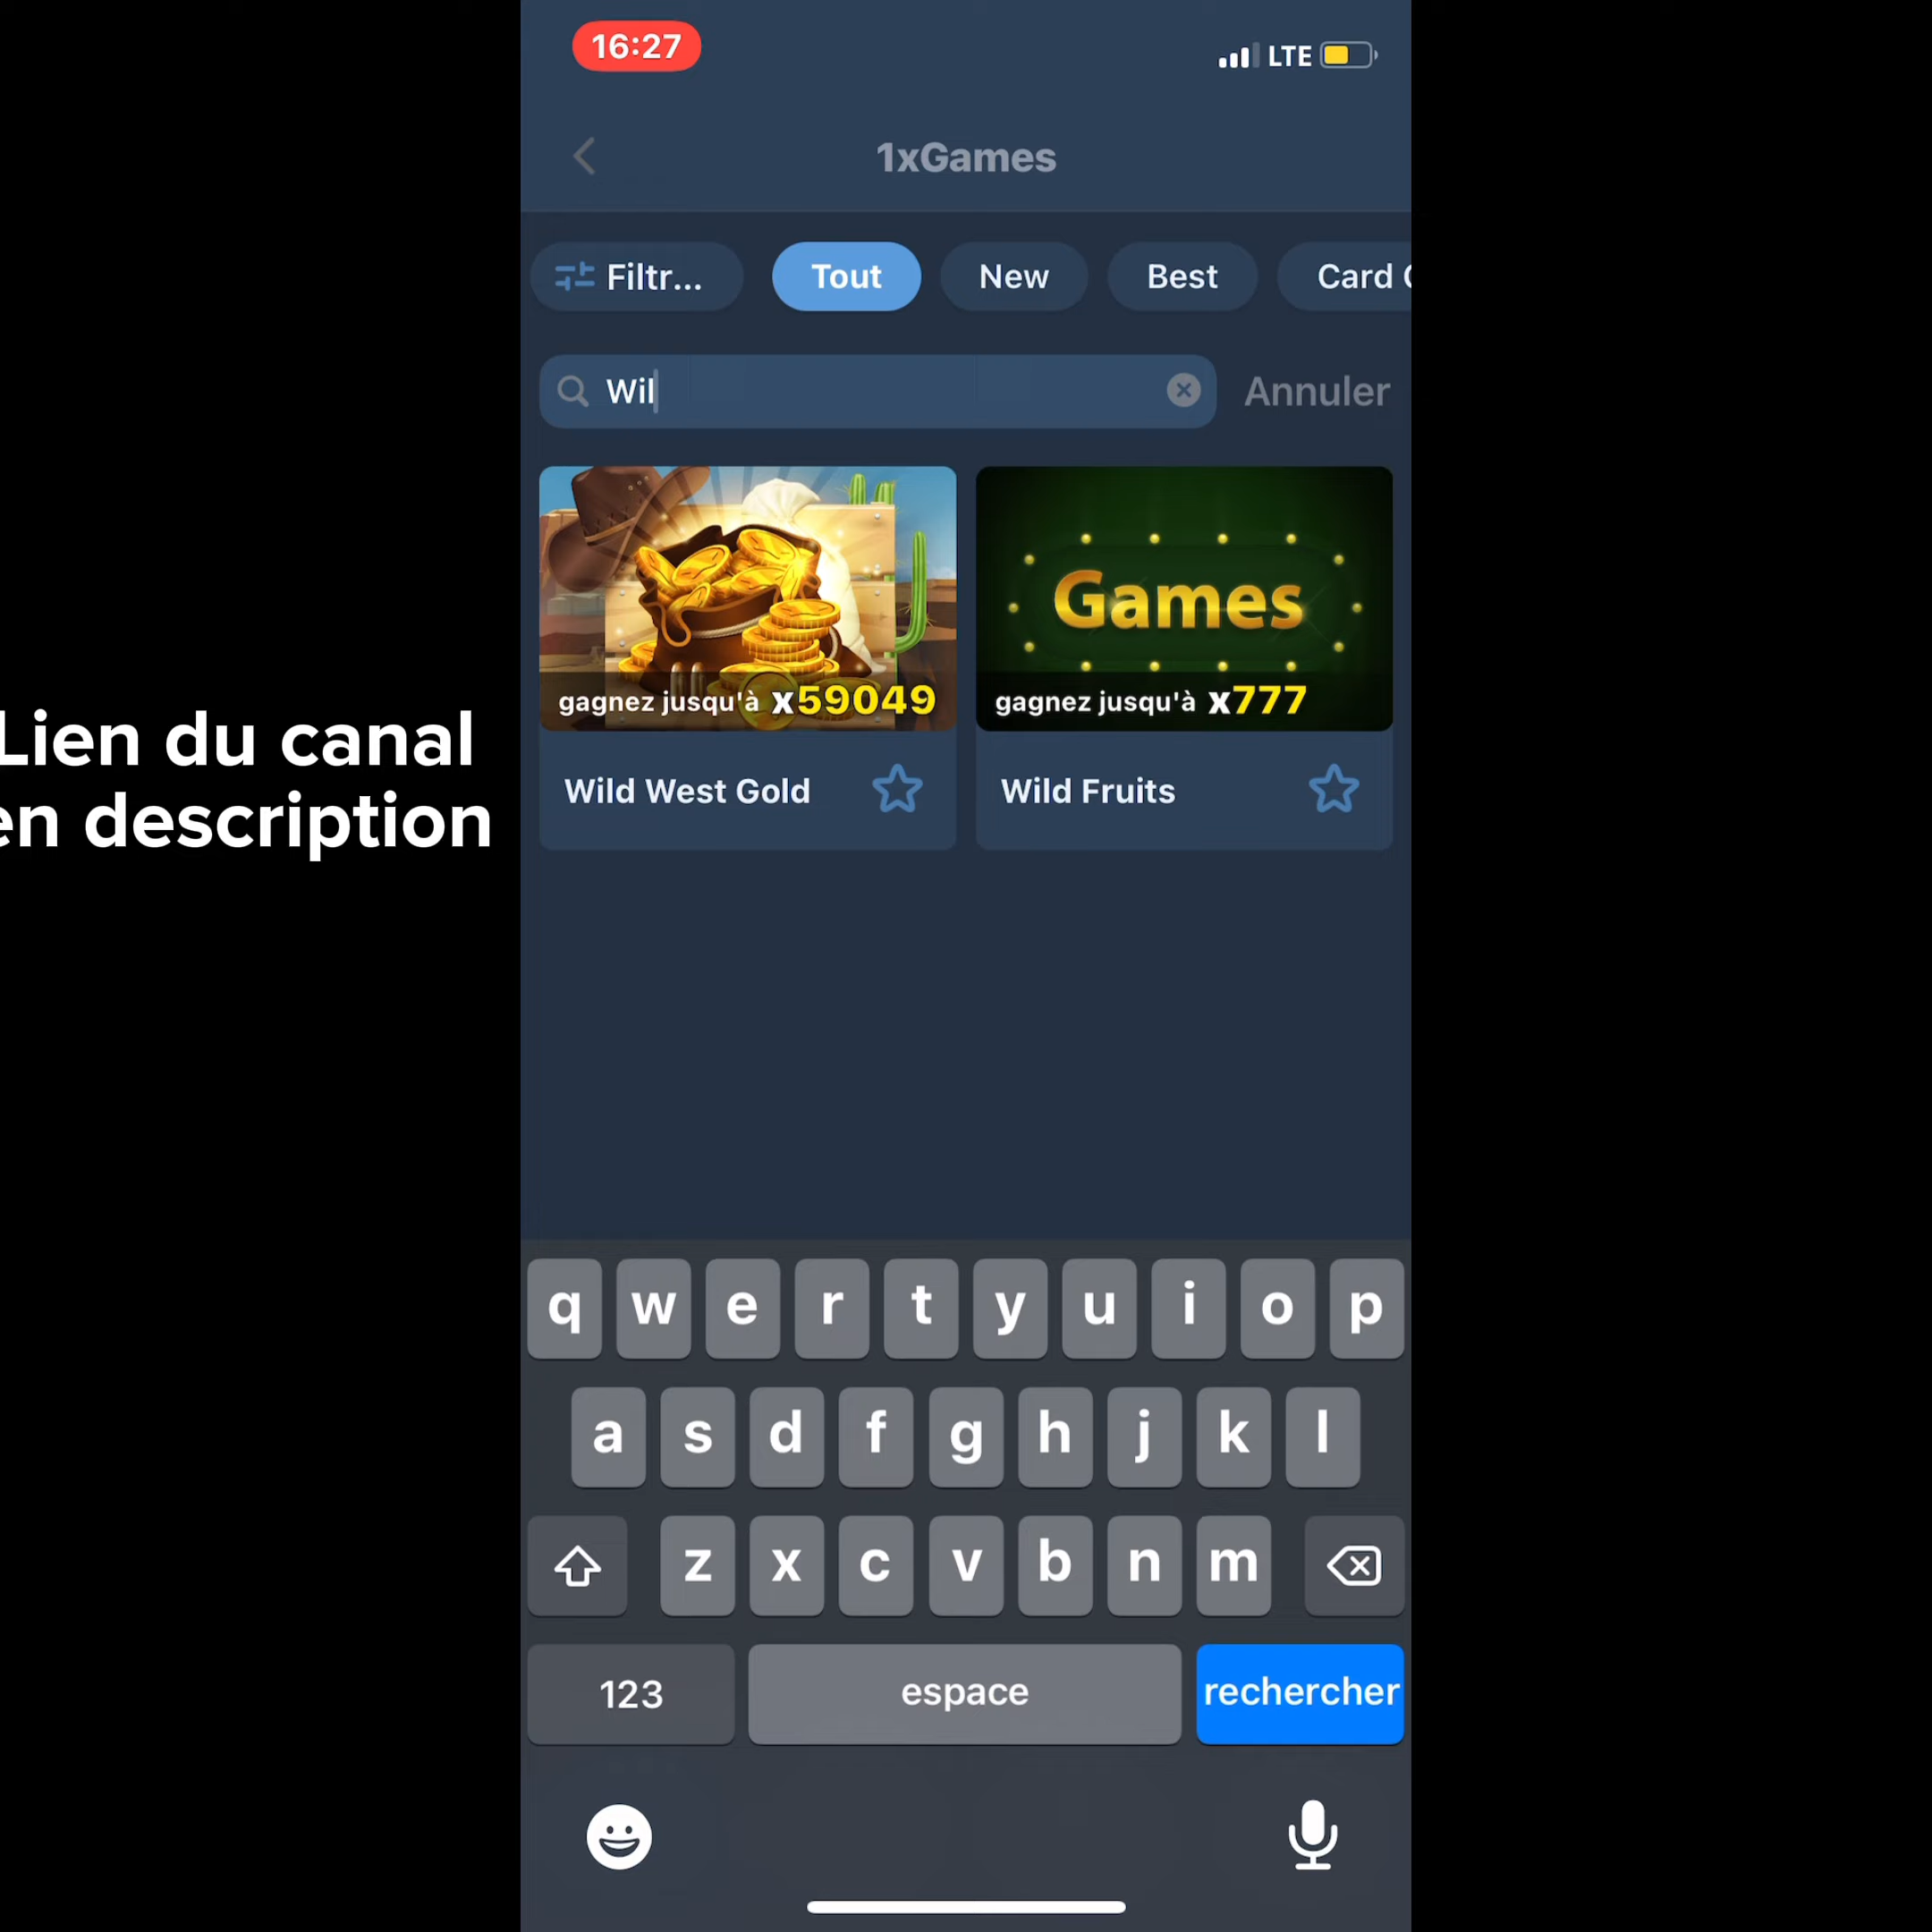 16:27
LTE
1xGames
Filtr...
Tout
New
Best
Card
Wil
Annuler
Games
gagnez jusqu'à x59049
gagnez jusqu'à x777
Wild West Gold
Wild Fruits
Lien du canal
en description
q w e r t y u i o p
a s d f g h j k l
z x c v b n m
123
espace
rechercher